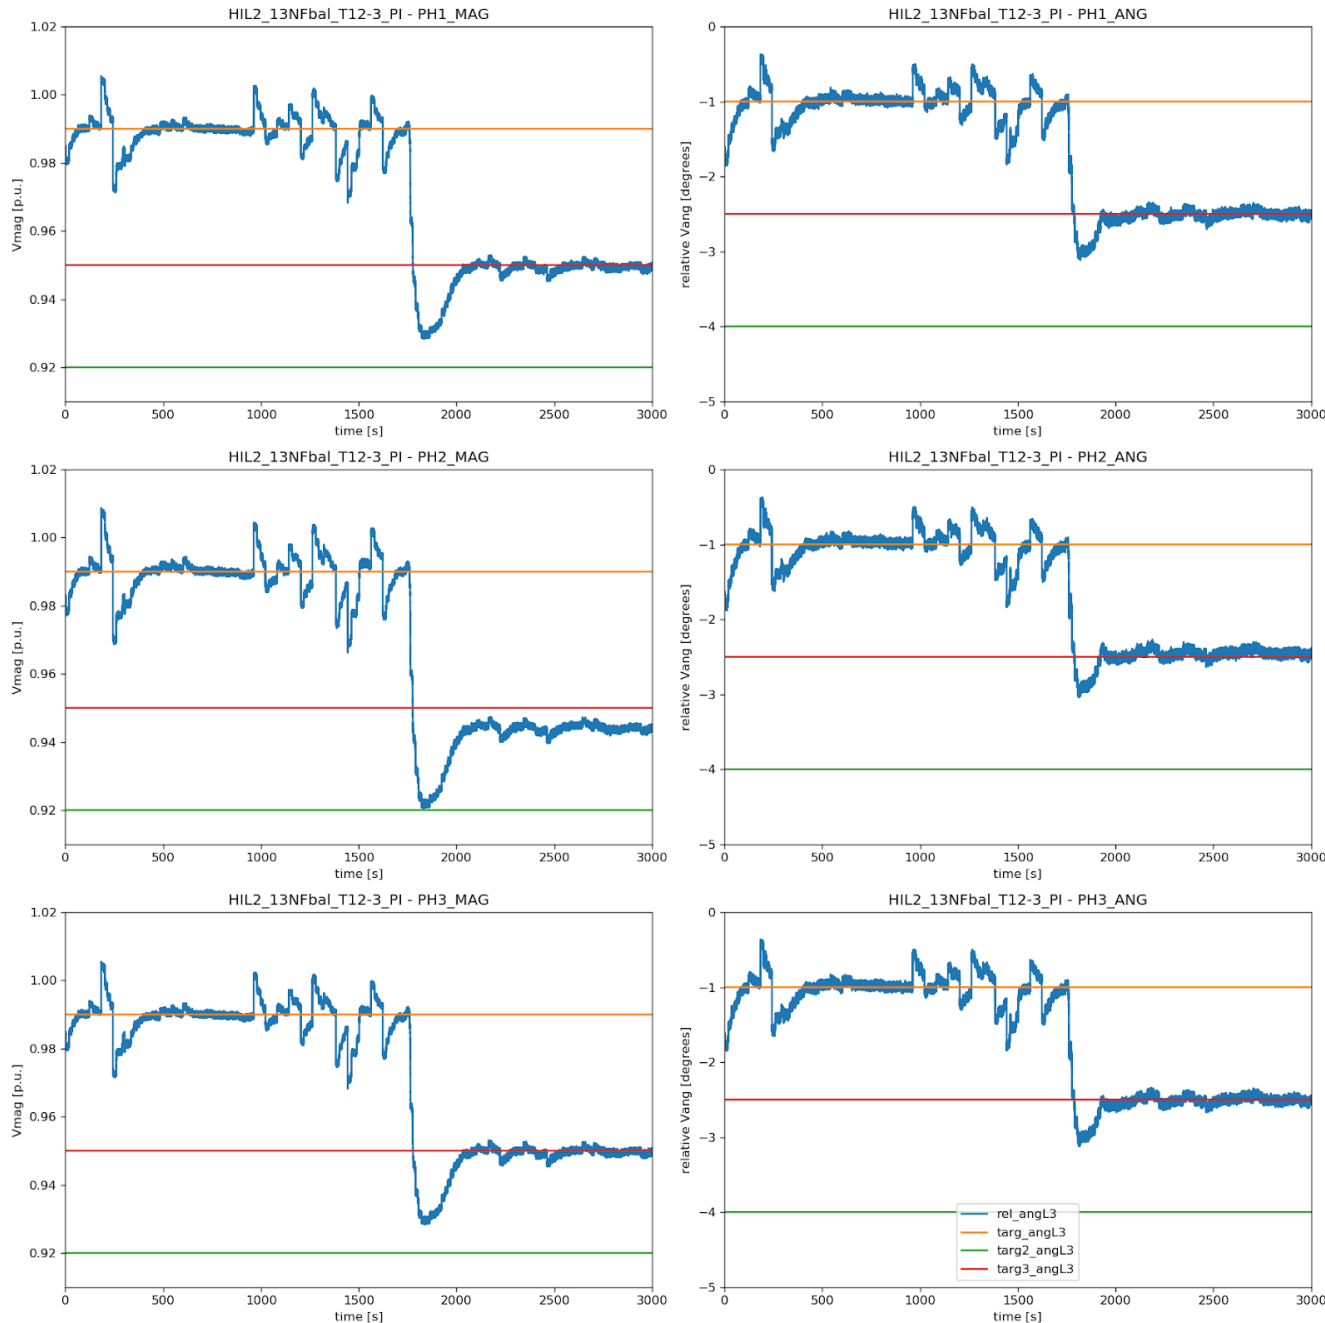 HIL2_13NFbal_T12-3_PI - PH1_MAG
1.02
1.00
0.98
0.96
0.94
0.92
Vmag [p.u.]
0 500 1000 1500 2000 2500 3000
time [s]
HIL2_13NFbal_T12-3_PI - PH1_ANG
0
−1
−2
−3
−4
−5
relative Vang [degrees]
0 500 1000 1500 2000 2500 3000
time [s]
HIL2_13NFbal_T12-3_PI - PH2_MAG
1.02
1.00
0.98
0.96
0.94
0.92
Vmag [p.u.]
0 500 1000 1500 2000 2500 3000
time [s]
HIL2_13NFbal_T12-3_PI - PH2_ANG
0
−1
−2
−3
−4
−5
relative Vang [degrees]
0 500 1000 1500 2000 2500 3000
time [s]
HIL2_13NFbal_T12-3_PI - PH3_MAG
1.02
1.00
0.98
0.96
0.94
0.92
Vmag [p.u.]
0 500 1000 1500 2000 2500 3000
time [s]
HIL2_13NFbal_T12-3_PI - PH3_ANG
0
−1
−2
−3
−4
−5
relative Vang [degrees]
rel_angL3
targ_angL3
targ2_angL3
targ3_angL3
0 500 1000 1500 2000 2500 3000
time [s]